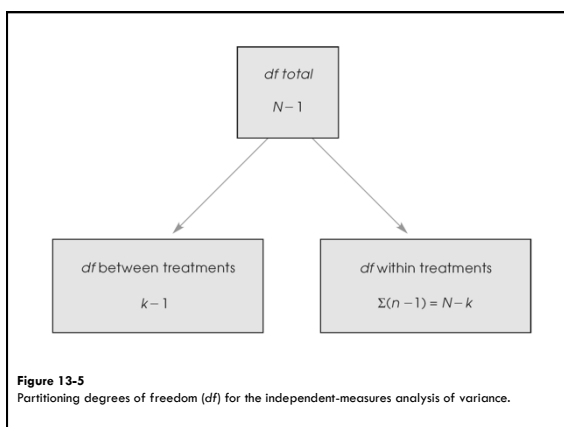 df total
N – 1
df between treatments
k – 1
df within treatments
Σ(n – 1) = N – k
Figure 13-5
Partitioning degrees of freedom (df) for the independent-measures analysis of variance.